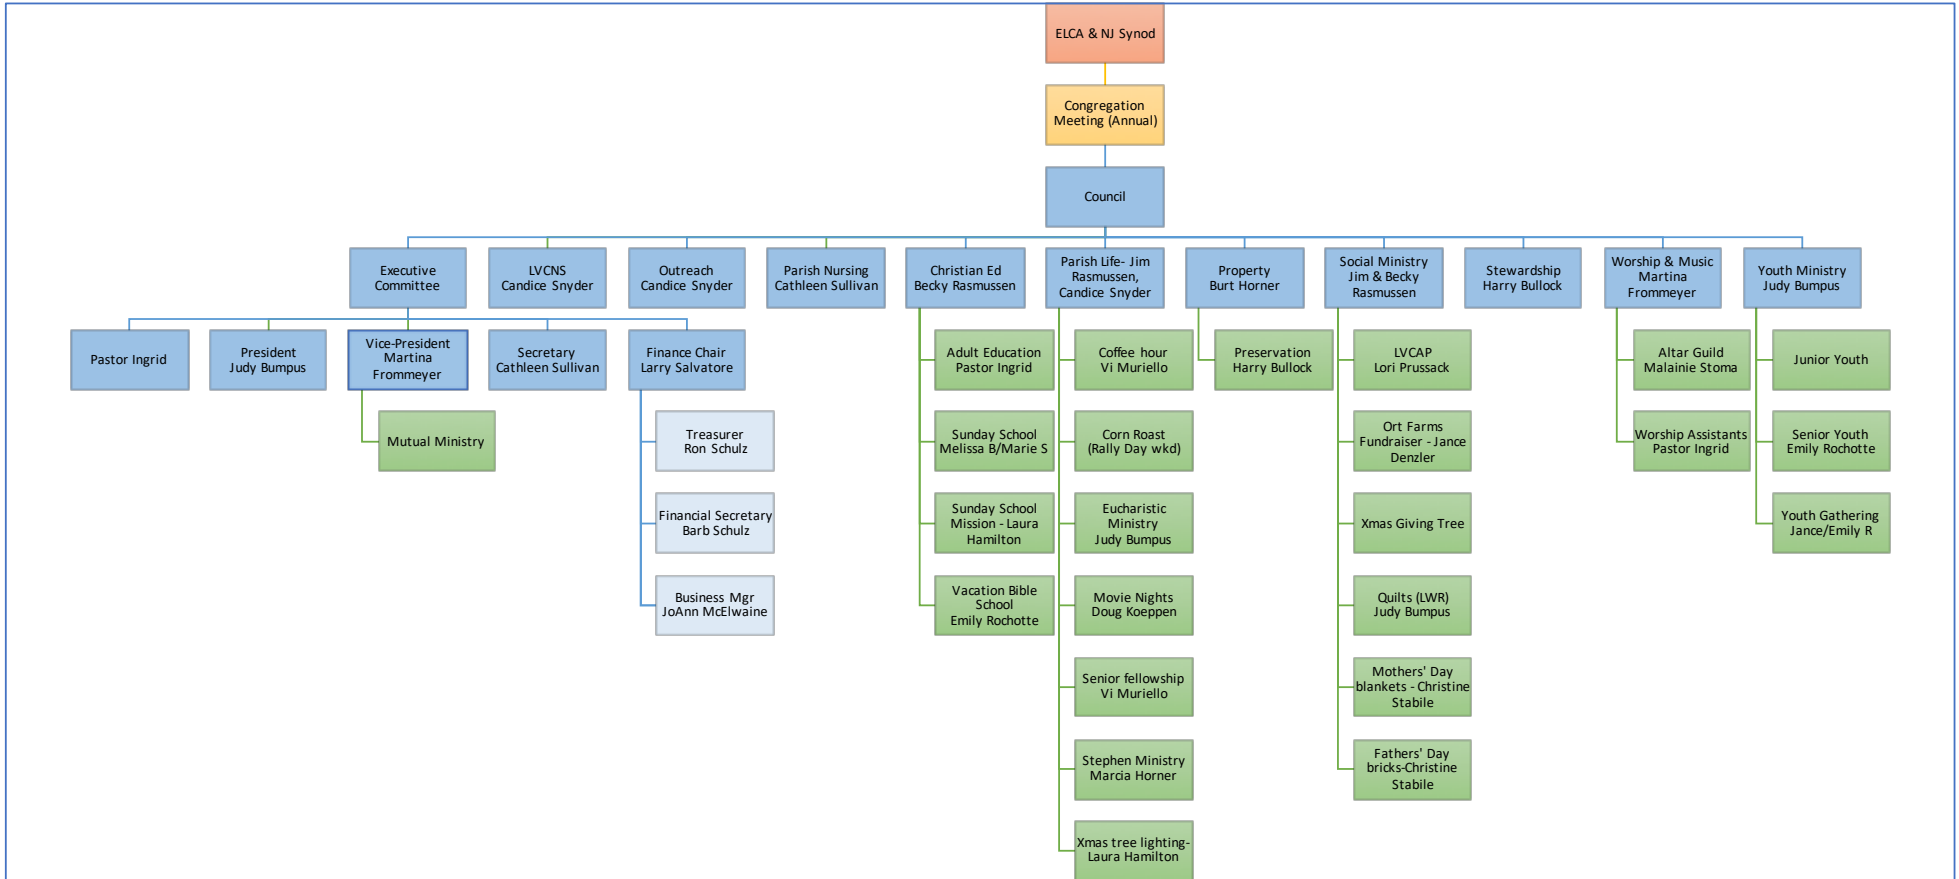 ELCA & NJ Synod
Congregation
Meeting (Annual)
Council
Executive
Committee
LVCNS
Candice Snyder
Outreach
Candice Snyder
Parish Nursing
Cathleen Sullivan
Christian Ed
Becky Rasmussen
Parish Life- Jim
Rasmussen,
Candice Snyder
Property
Burt Horner
Social Ministry
Jim & Becky
Rasmussen
Stewardship
Harry Bullock
Worship & Music
Martina
Frommeyer
Youth Ministry
Judy Bumpus
Pastor Ingrid
President
Judy Bumpus
Vice-President
Martina
Frommeyer
Secretary
Cathleen Sullivan
Finance Chair
Larry Salvatore
Mutual Ministry
Treasurer
Ron Schulz
Financial Secretary
Barb Schulz
Business Mgr
JoAnn McElwaine
Adult Education
Pastor Ingrid
Sunday School
Melissa B/Marie S
Sunday School
Mission - Laura
Hamilton
Vacation Bible
School
Emily Rochotte
Coffee hour
Vi Muriello
Corn Roast
(Rally Day wkd)
Eucharistic
Ministry
Judy Bumpus
Movie Nights
Doug Koeppen
Senior fellowship
Vi Muriello
Stephen Ministry
Marcia Horner
Xmas tree lighting-
Laura Hamilton
Preservation
Harry Bullock
LVCAP
Lori Prussack
Ort Farms
Fundraiser - Jance
Denzler
Xmas Giving Tree
Quilts (LWR)
Judy Bumpus
Mothers' Day
blankets - Christine
Stabile
Fathers' Day
bricks-Christine
Stabile
Altar Guild
Malainie Stoma
Worship Assistants
Pastor Ingrid
Junior Youth
Senior Youth
Emily Rochotte
Youth Gathering
Jance/Emily R